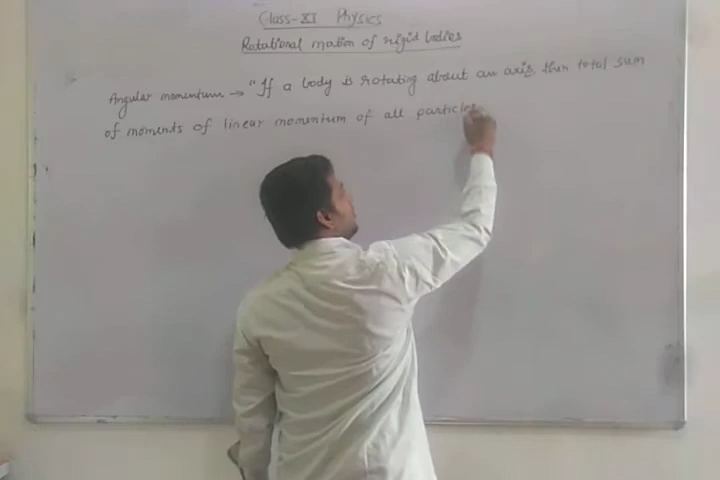 Class-XI Physics
Rotational motion of rigid bodies
Angular momentum → "If a body is rotating about an axis, then total sum
of moments of linear momentum of all particles